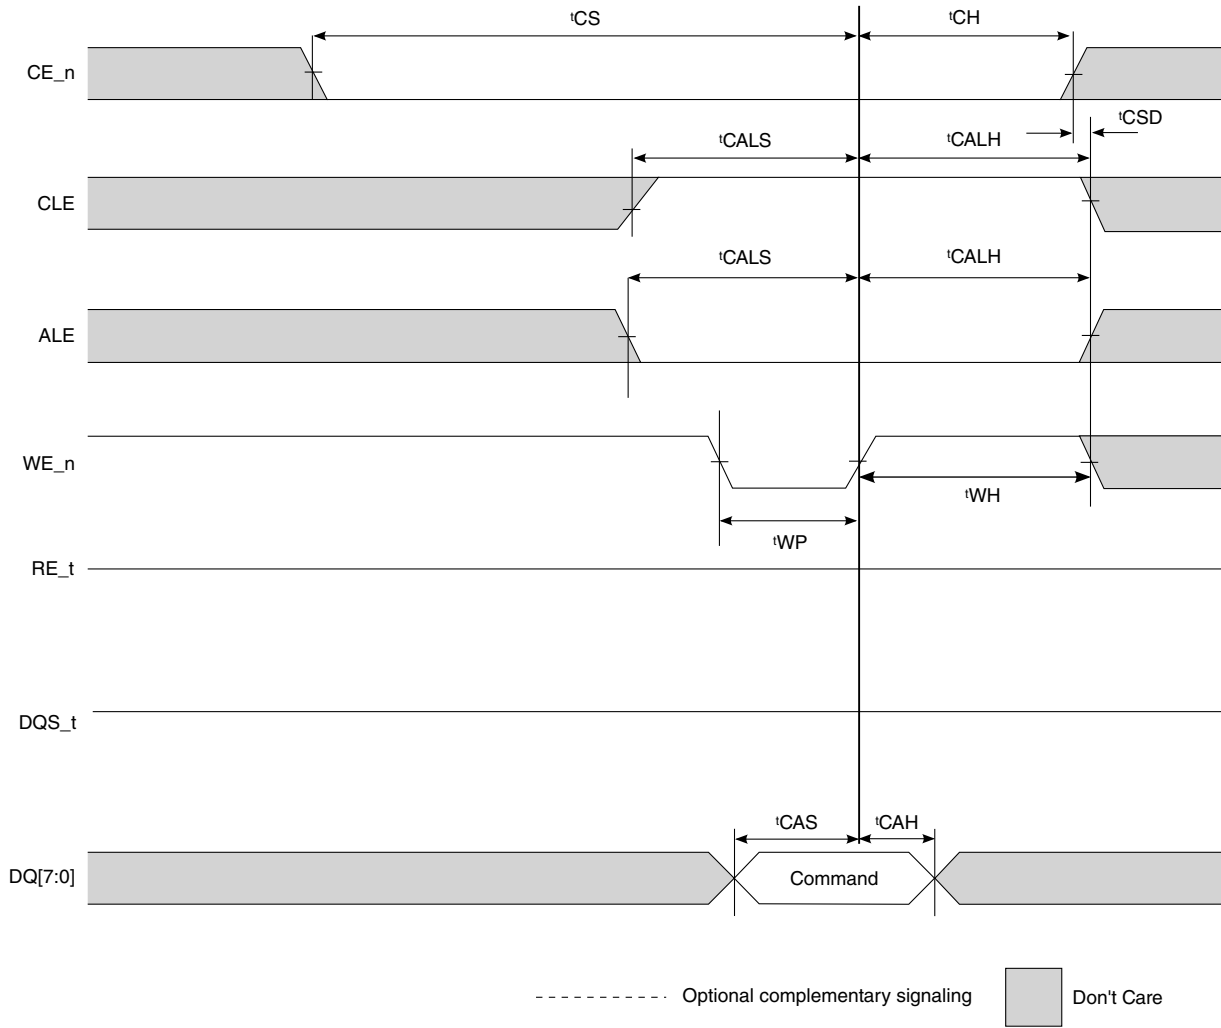 tCS
tCH
CE_n
tCSD
tCALS
tCALH
CLE
tCALS
tCALH
ALE
WE_n
tWH
tWP
RE_t
DQS_t
tCAS
tCAH
DQ[7:0]
Command
Optional complementary signaling
Don't Care